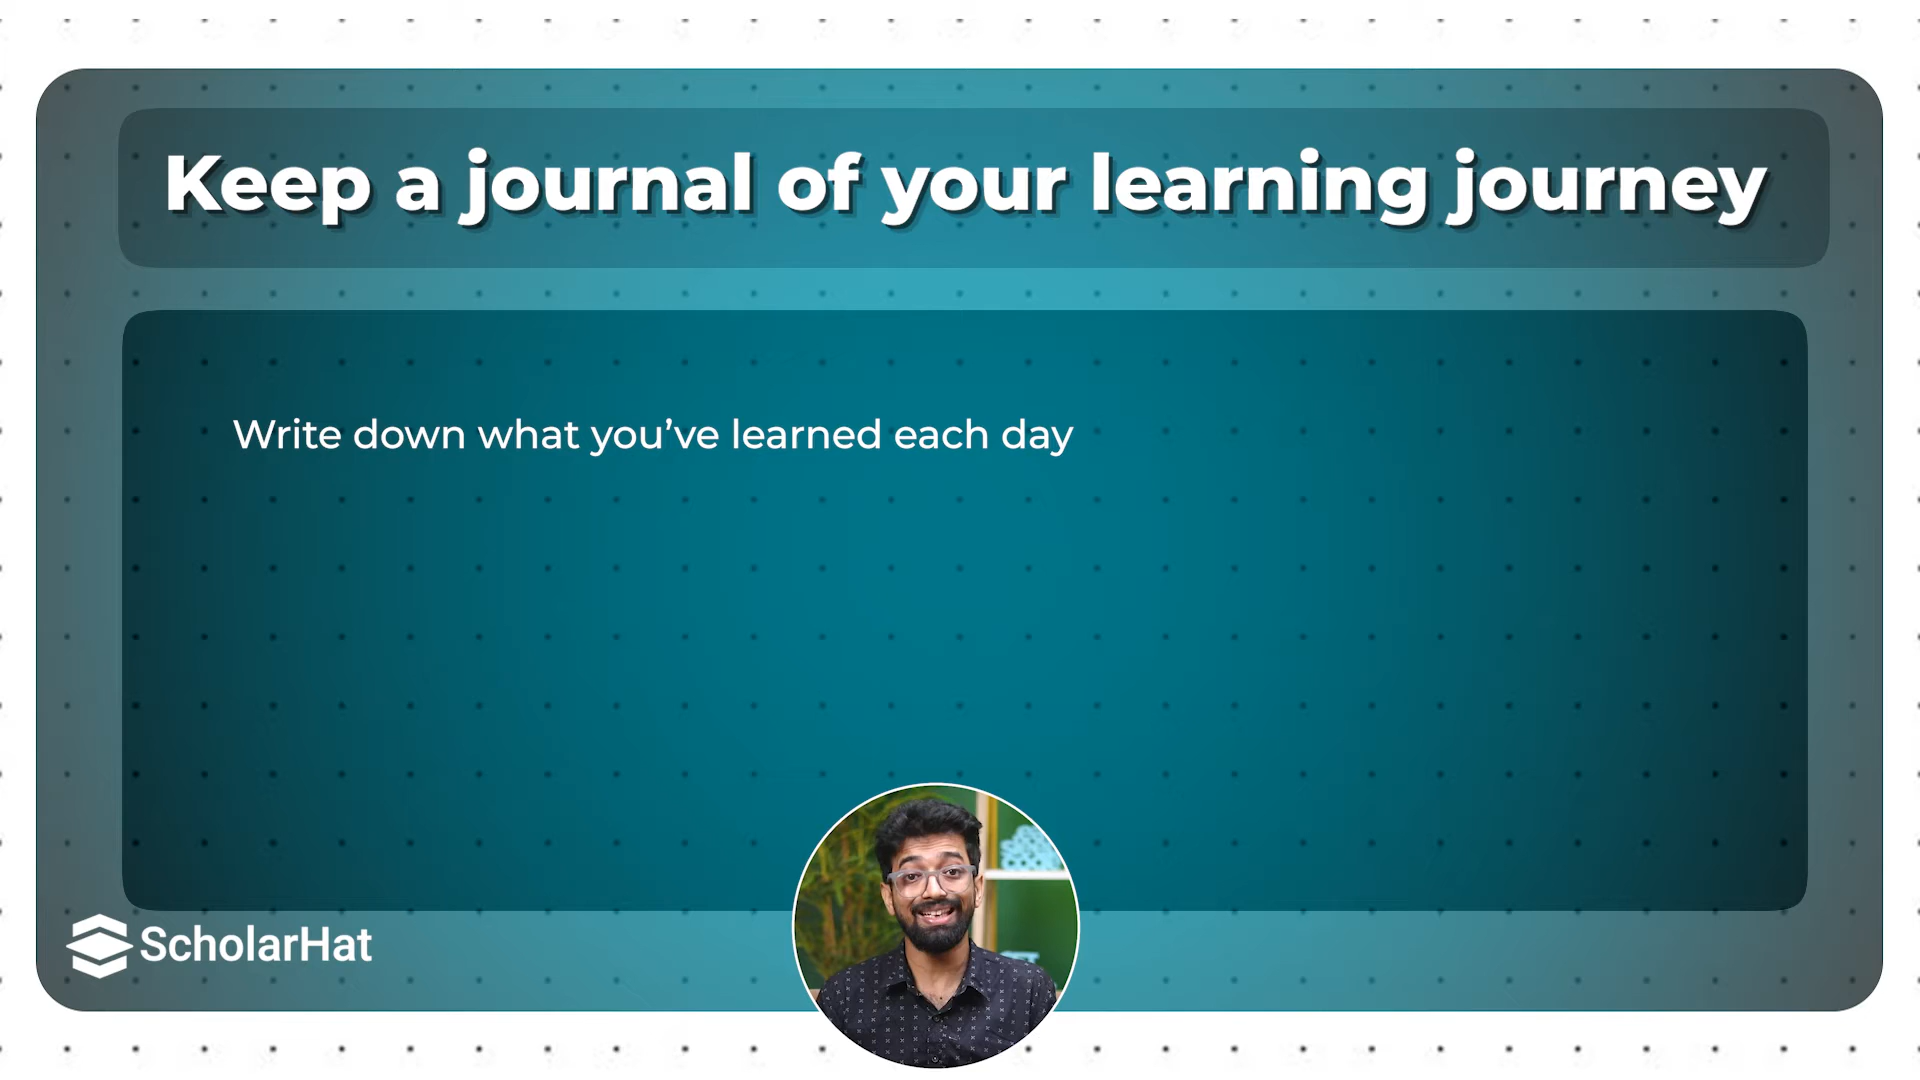 Keep a journal of your learning journey
Write down what you’ve learned each day
ScholarHat